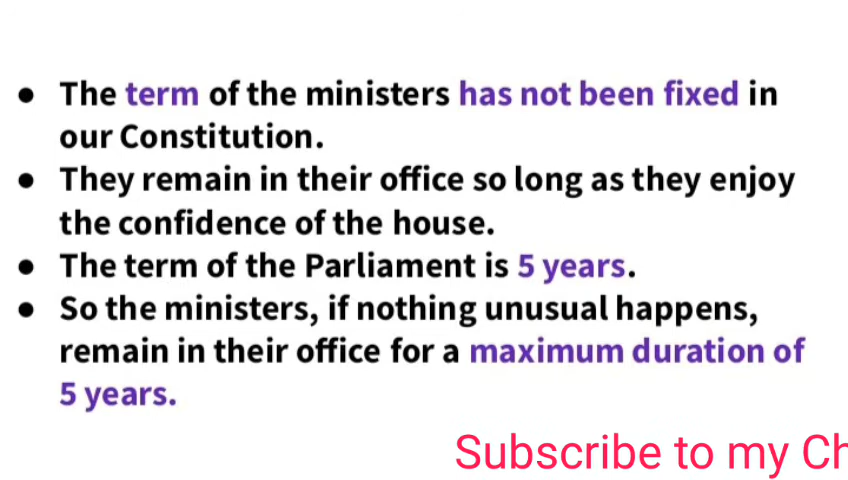 ● The term of the ministers has not been fixed in
our Constitution.
● They remain in their office so long as they enjoy
the confidence of the house.
● The term of the Parliament is 5 years.
● So the ministers, if nothing unusual happens,
remain in their office for a maximum duration of
5 years.
Subscribe to my Ch